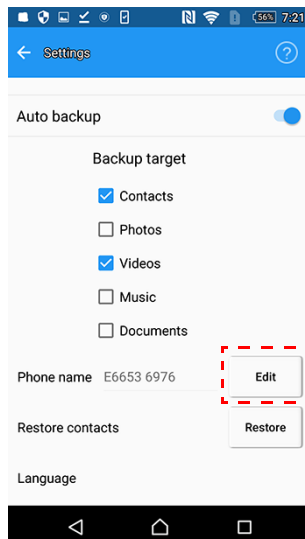 56% 7:21
Settings
Auto backup
Backup target
Contacts
Photos
Videos
Music
Documents
Phone name E6653 6976 Edit
Restore contacts Restore
Language